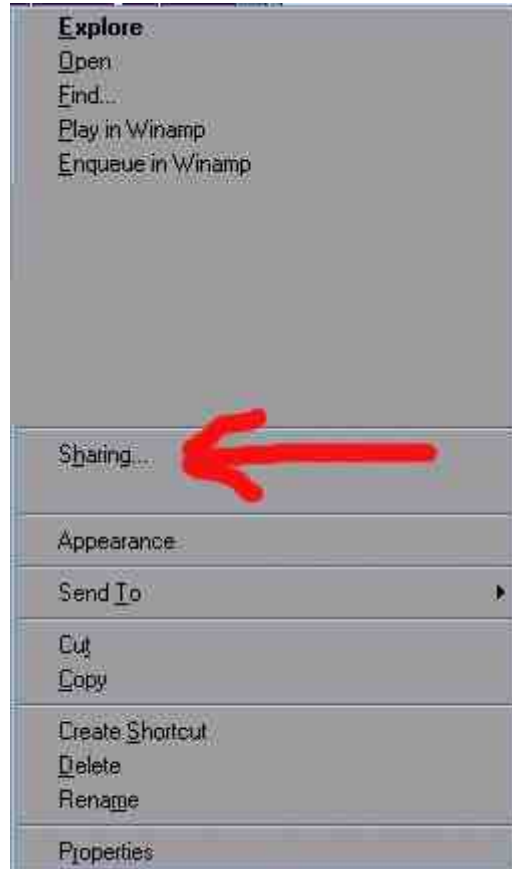 Explore
Open
Find...
Play in Winamp
Enqueue in Winamp
Sharing...
Appearance
Send To
Cut
Copy
Create Shortcut
Delete
Rename
Properties